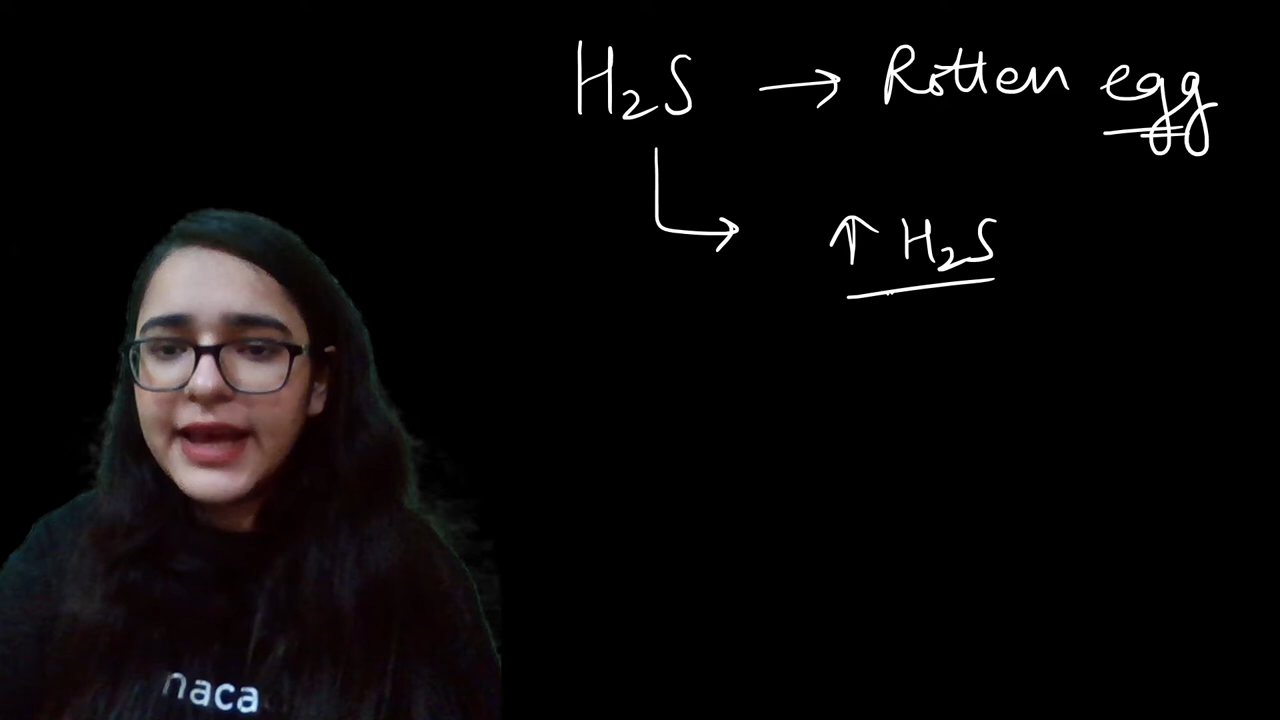 H₂S → Rotten egg
↑ H₂S
naca